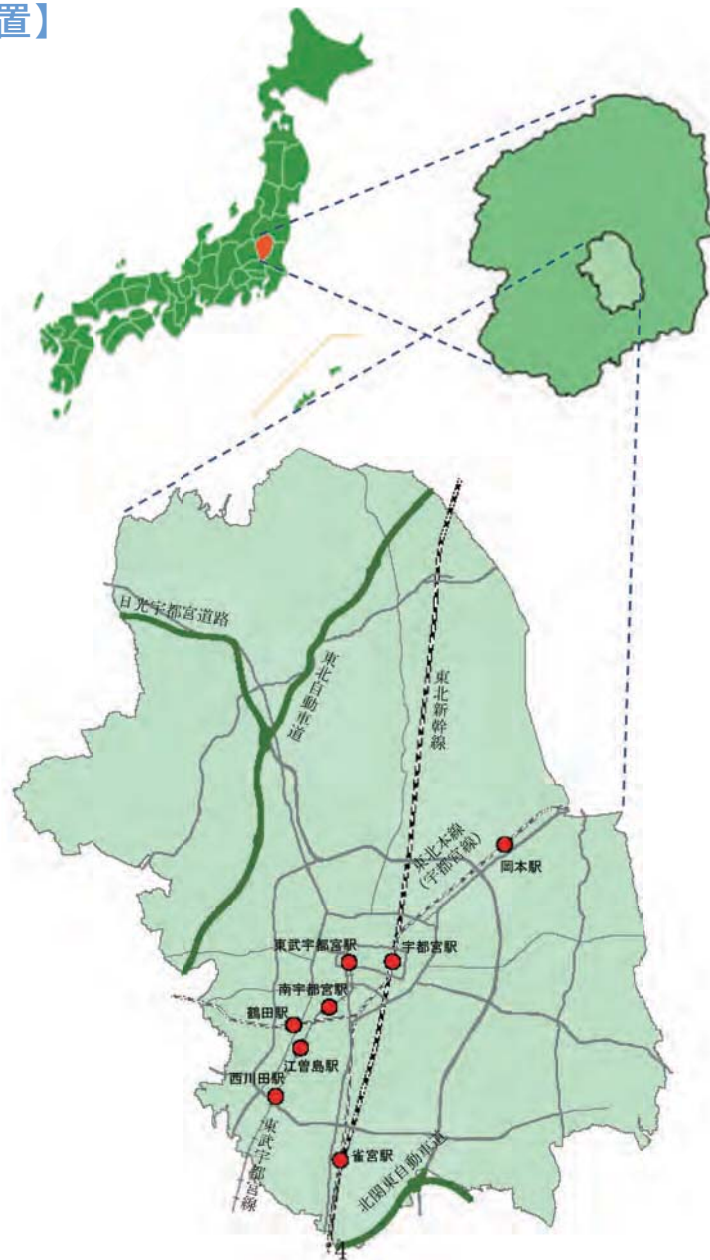 置】
日光宇都宮道路
東北自動車道
東北新幹線
東北本線
(宇都宮線)
岡本駅
東武宇都宮駅
宇都宮駅
南宇都宮駅
鶴田駅
江曽島駅
西川田駅
東武宇都宮線
雀宮駅
北関東自動車道
4